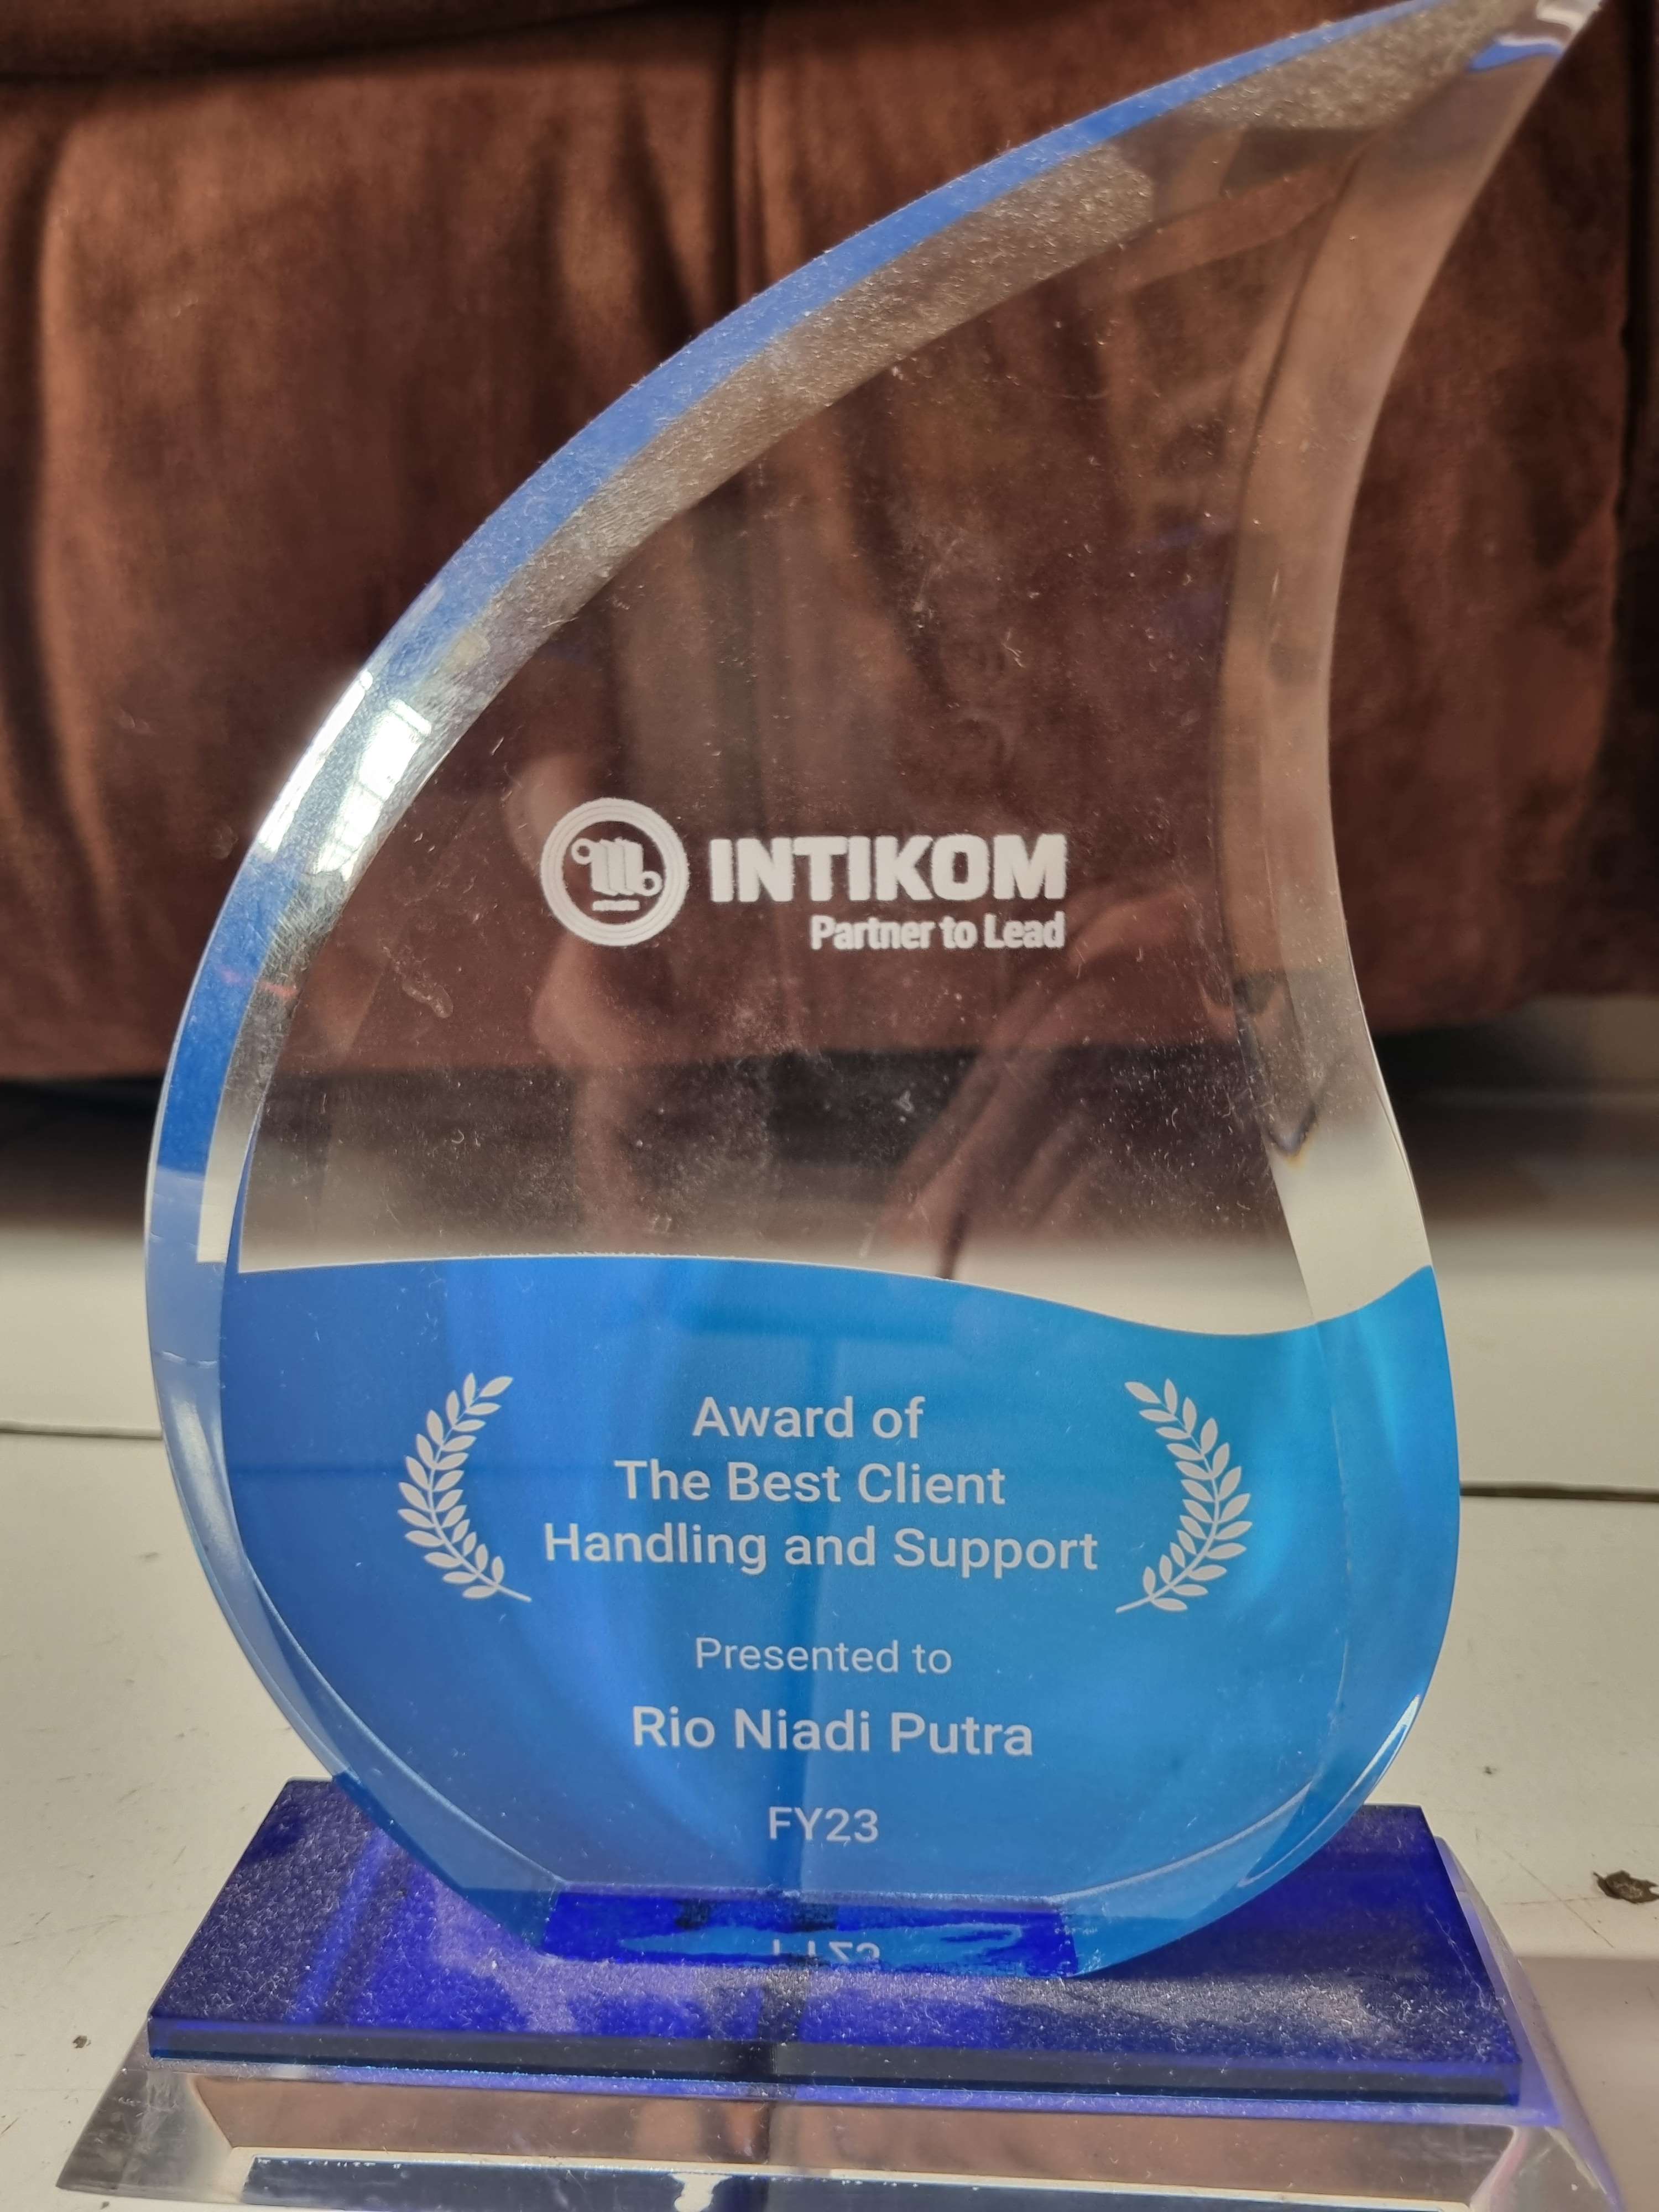 INTIKOM
Partner to Lead
Award of
The Best Client
Handling and Support
Presented to
Rio Niadi Putra
FY23